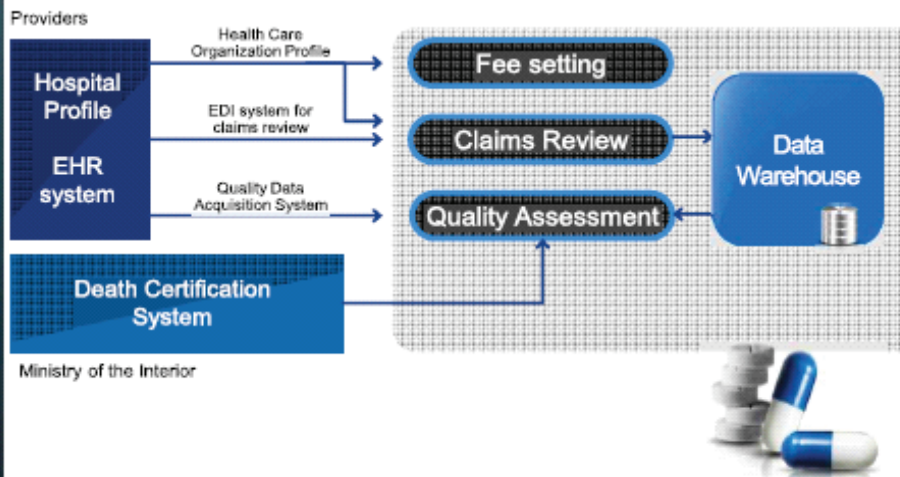 Providers
Hospital
Profile
EHR
system
Health Care
Organization Profile
EDI system for
claims review
Quality Data
Acquisition System
Fee setting
Claims Review
Quality Assessment
Data
Warehouse
Death Certification
System
Ministry of the Interior